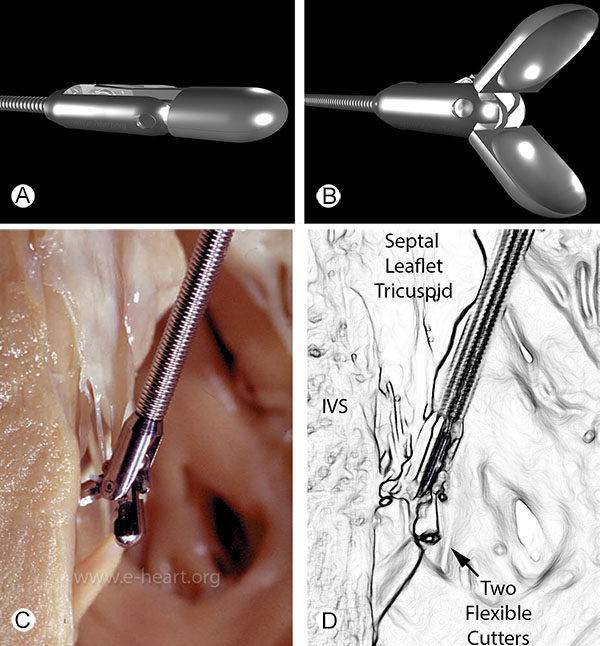 A
B
Septal
Leaflet
Tricuspid
IVS
www.e-heart.org
Two
Flexible
Cutters
C
D